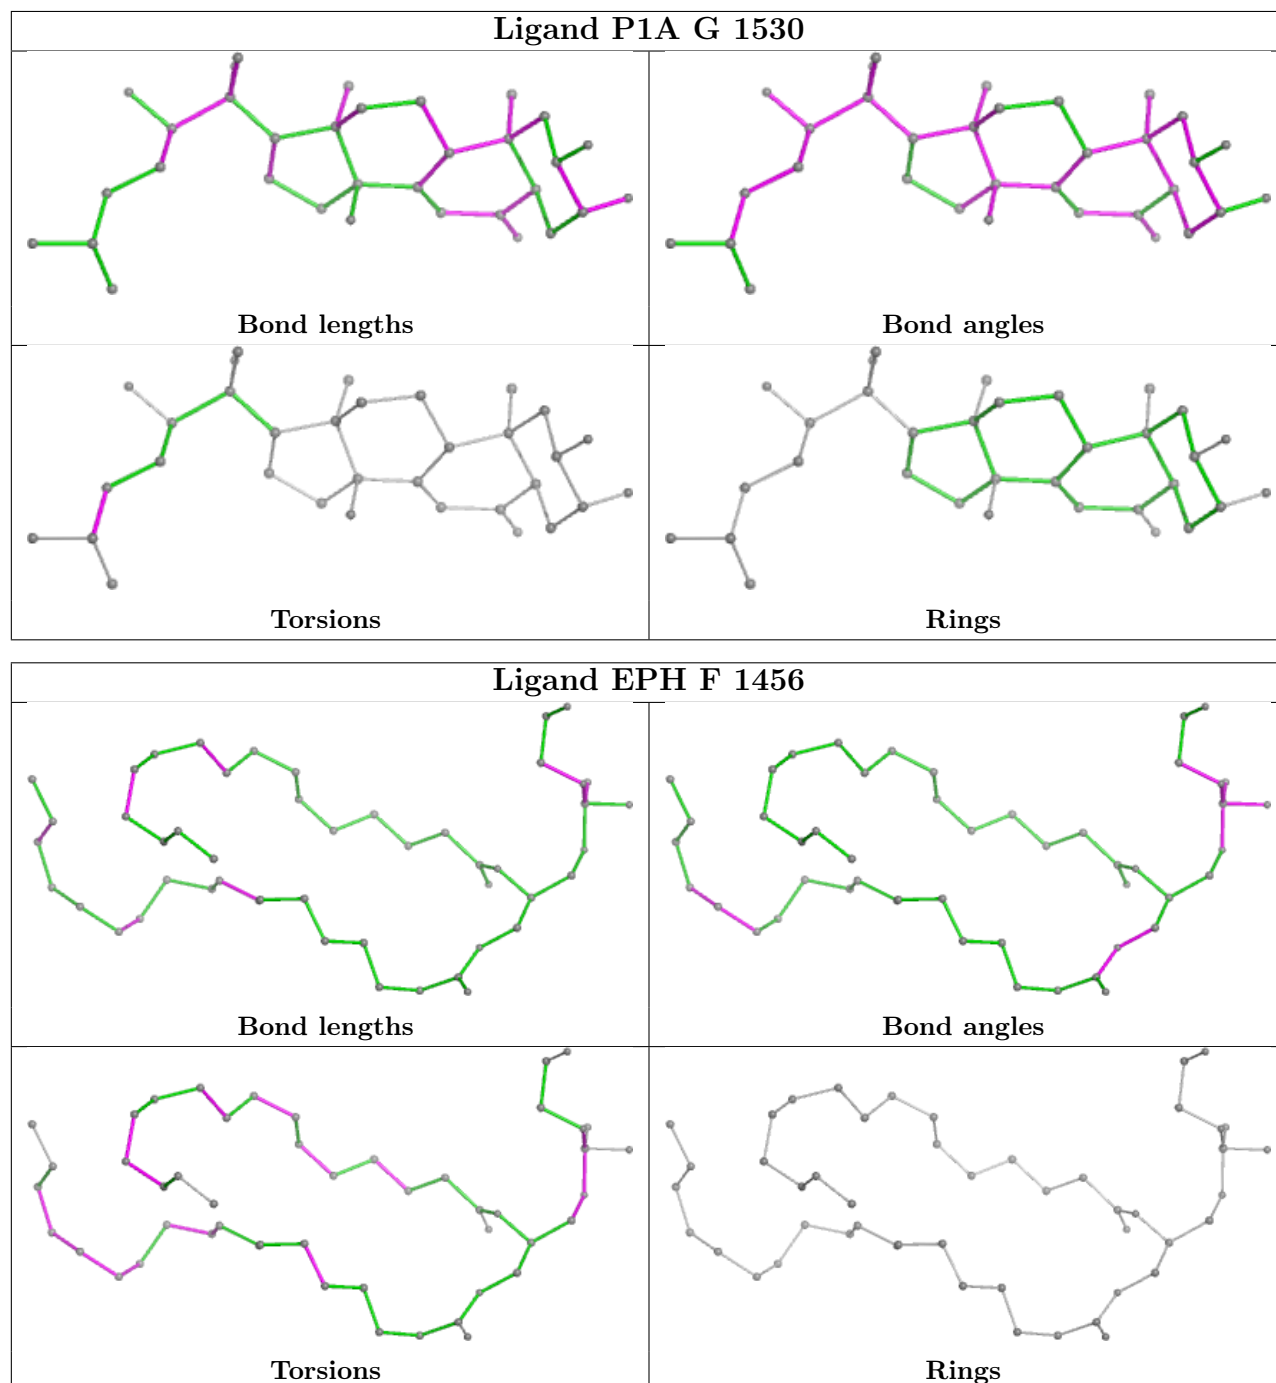 Ligand P1A G 1530
Bond lengths
Bond angles
Torsions
Rings
Ligand EPH F 1456
Bond lengths
Bond angles
Torsions
Rings